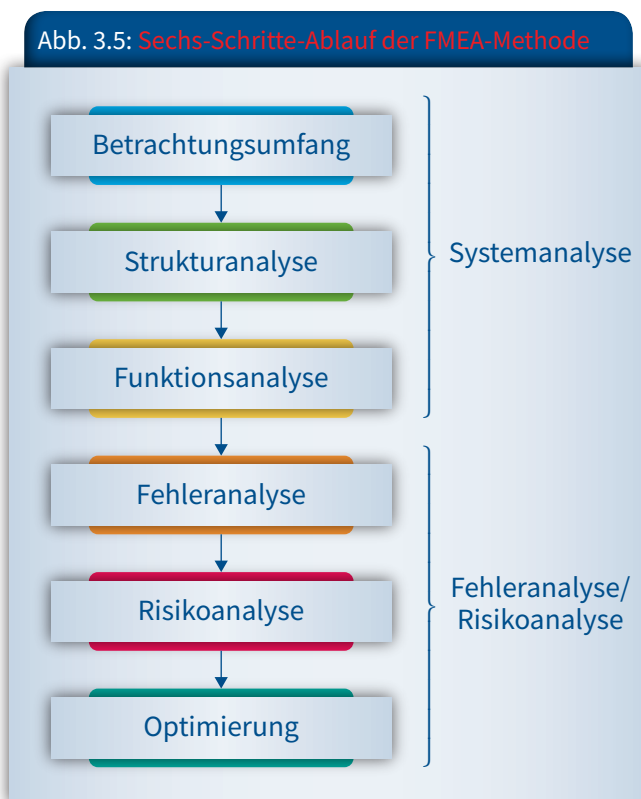 Abb. 3.5: Sechs-Schritte-Ablauf der FMEA-Methode
Betrachtungsumfang
Strukturanalyse
Systemanalyse
Funktionsanalyse
Fehleranalyse
Risikoanalyse
Fehleranalyse/
Risikoanalyse
Optimierung